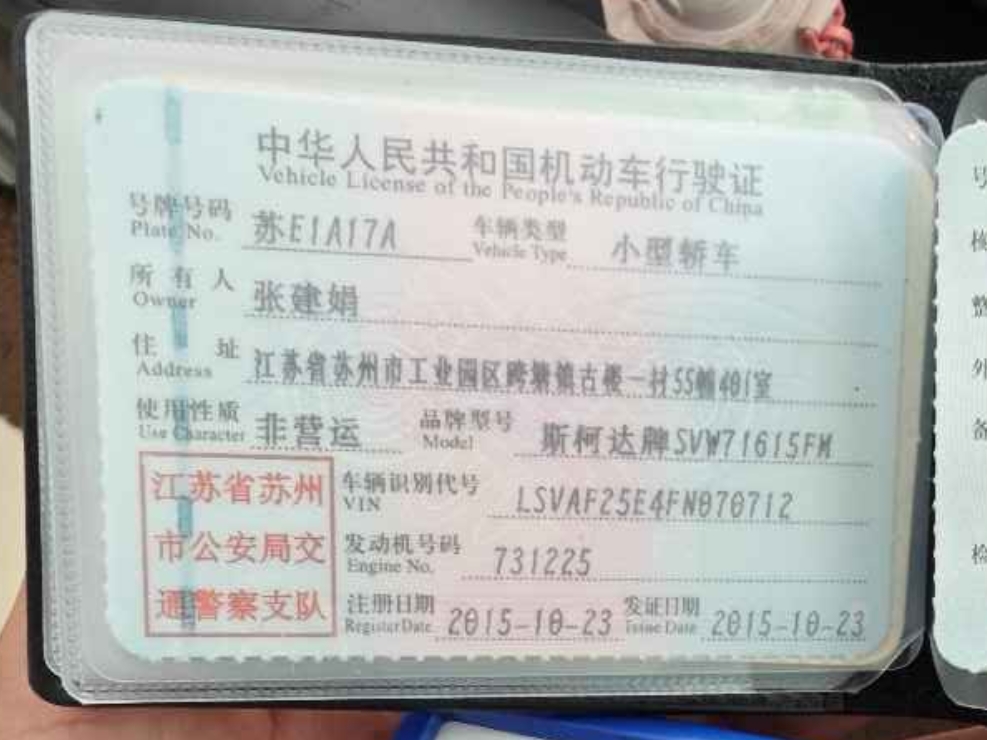 中华人民共和国机动车行驶证
Vehicle License of the People's Republic of China
号牌号码 苏E1A17A 车辆类型 小型轿车
Plate No. Vehicle Type
所有人 张建娟
Owner
住址 江苏省苏州市工业园区跨塘镇古娄一村55幢401室
Address
使用性质 非营运 品牌型号 斯柯达牌SVW71615FM
Use Character Model
江苏省苏州 车辆识别代号 LSVAF25E4FN070712
VIN
市公安局交 发动机号码 731225
Engine No.
通警察支队 注册日期 2015-10-23 发证日期 2015-10-23
Register Date Issue Date
号
整
外
备
检